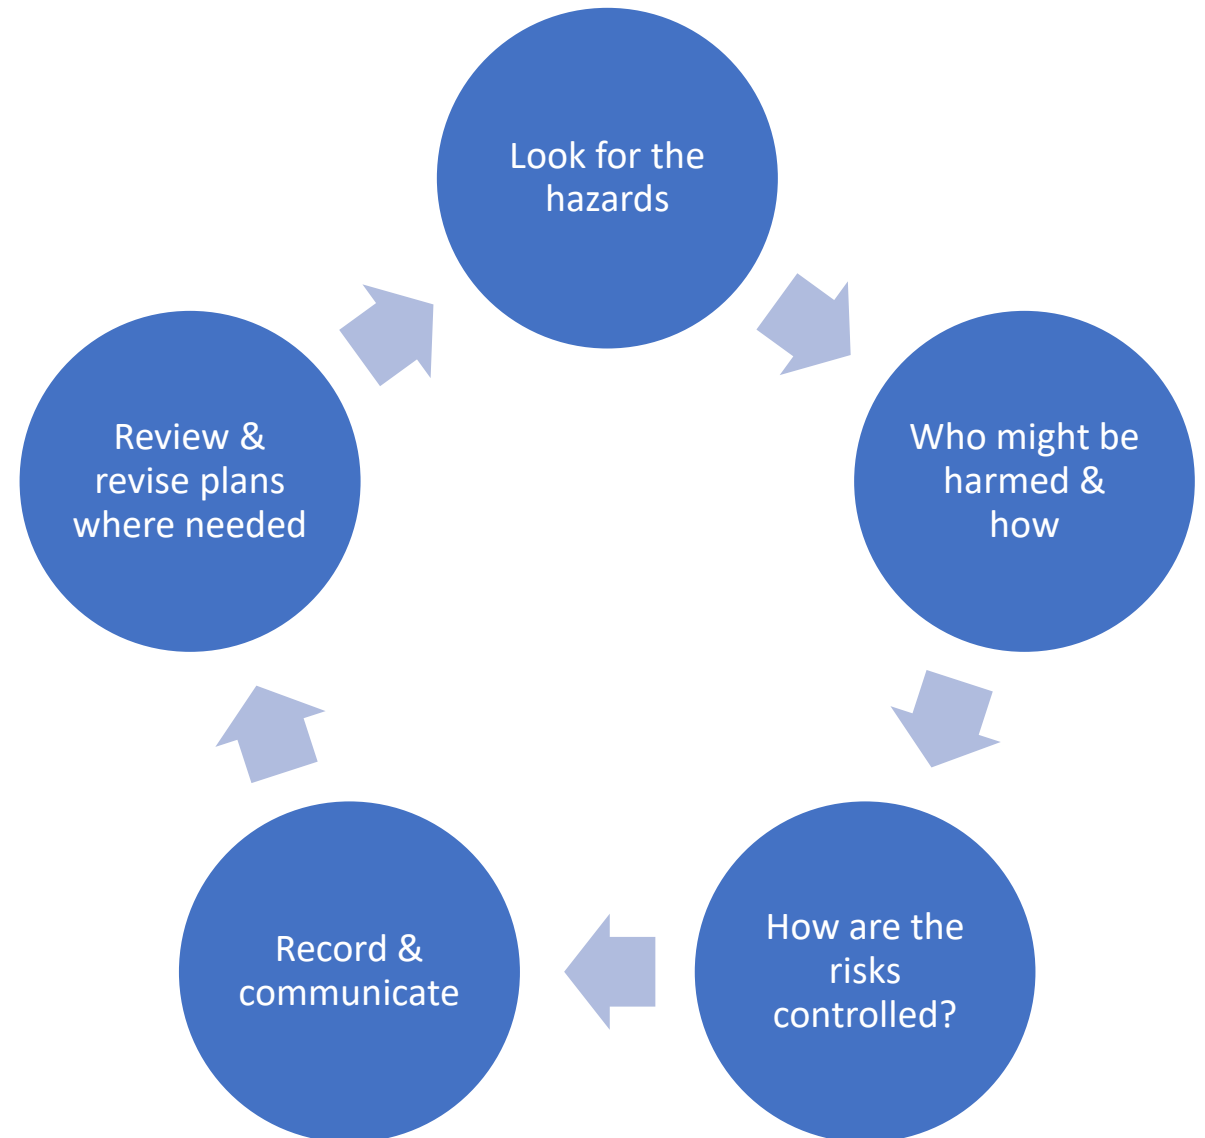 Look for the
hazards
Who might be
harmed &
how
How are the
risks
controlled?
Record &
communicate
Review &
revise plans
where needed